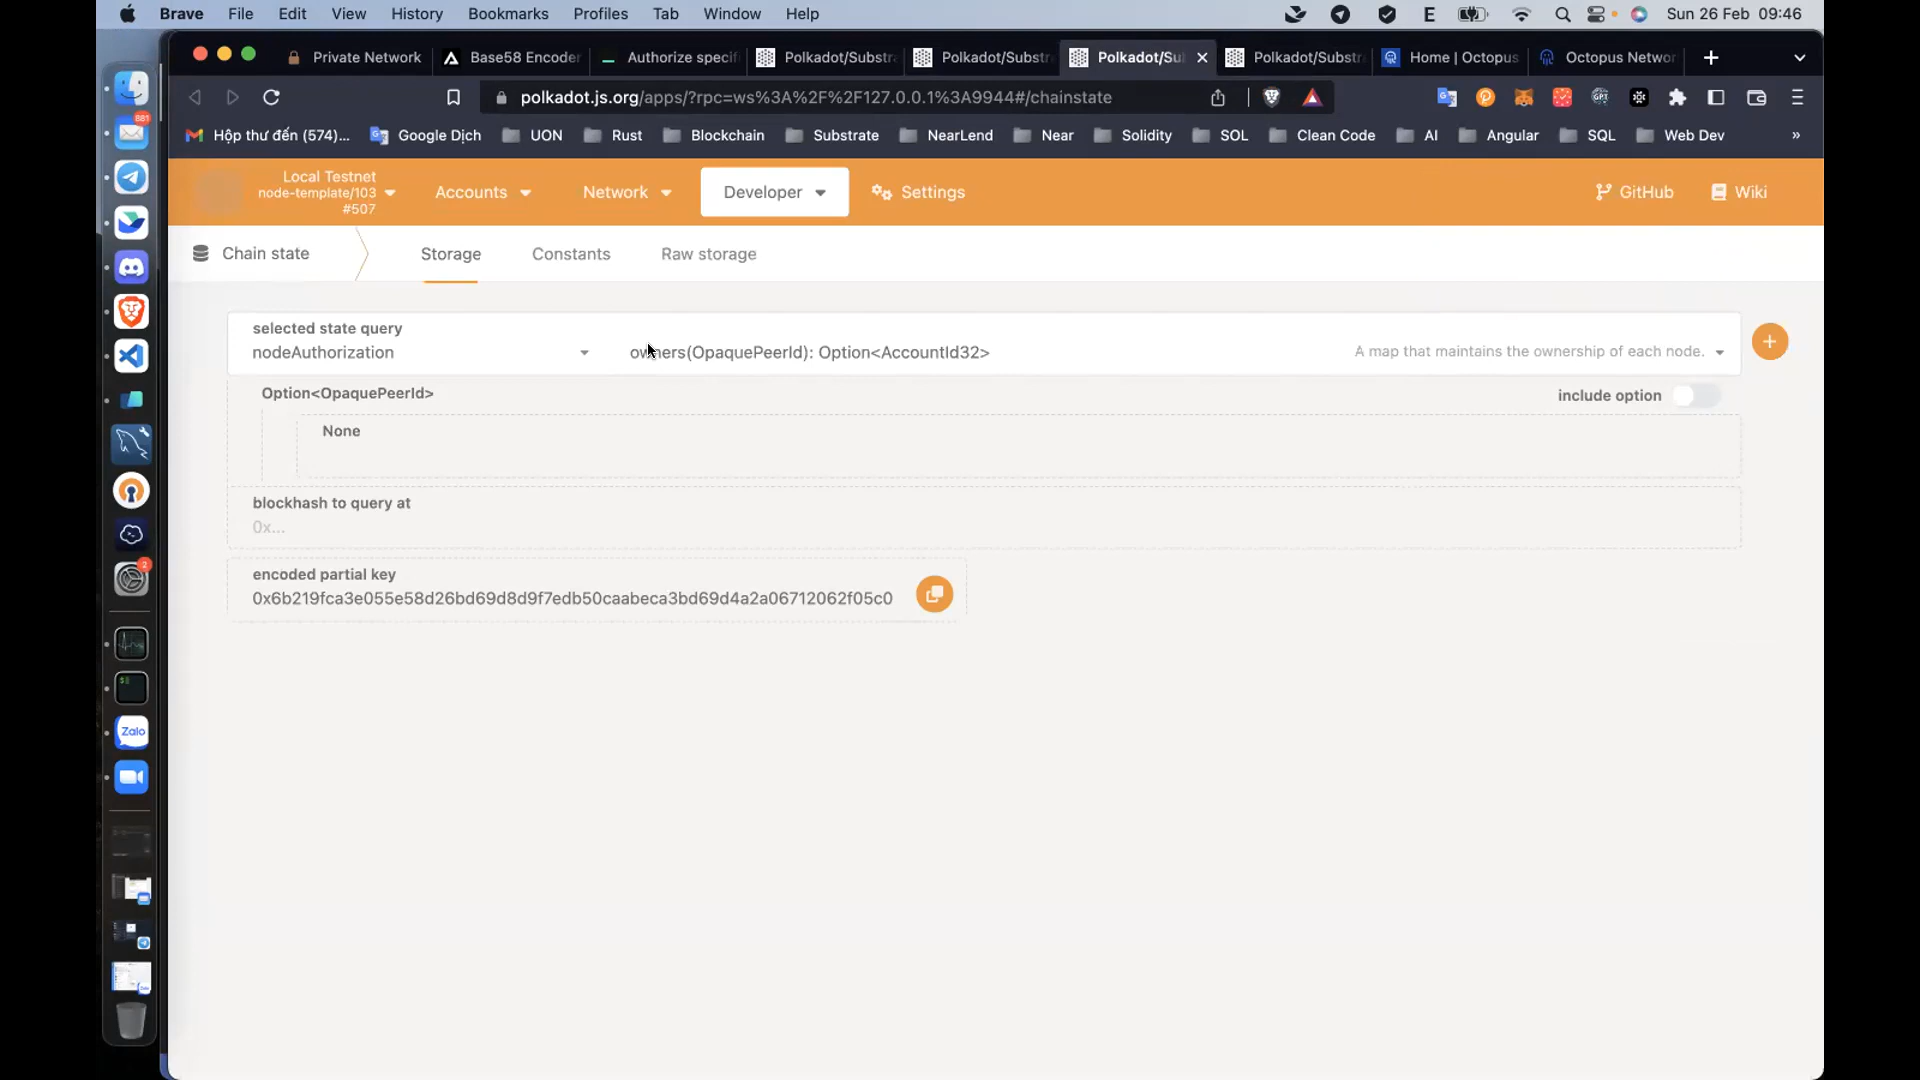 Brave File Edit View History Bookmarks Profiles Tab Window Help E Sun 26 Feb 09:46
Private Network Base58 Encode Authorize specif Polkadot/Substr Polkadot/Substr Polkadot/Su Polkadot/Substr Home | Octopus Octopus Networ
polkadot.js.org/apps/?rpc=ws%3A%2F%2F127.0.0.1%3A9944#/chainstate
Hộp thư đến (574)... Google Dịch UON Rust Blockchain Substrate NearLend Near Solidity SOL Clean Code AI Angular SQL Web Dev »
Local Testnet
node-template/103
#507
Accounts Network Developer Settings GitHub Wiki
Chain state Storage Constants Raw storage
selected state query
nodeAuthorization owners(OpaquePeerId): Option<AccountId32> A map that maintains the ownership of each node.
Option<OpaquePeerId> include option
None
blockhash to query at
0x...
encoded partial key
0x6b219fca3e055e58d26bd69d8d9f7edb50caabeca3bd69d4a2a06712062f05c0
881
2
Zalo